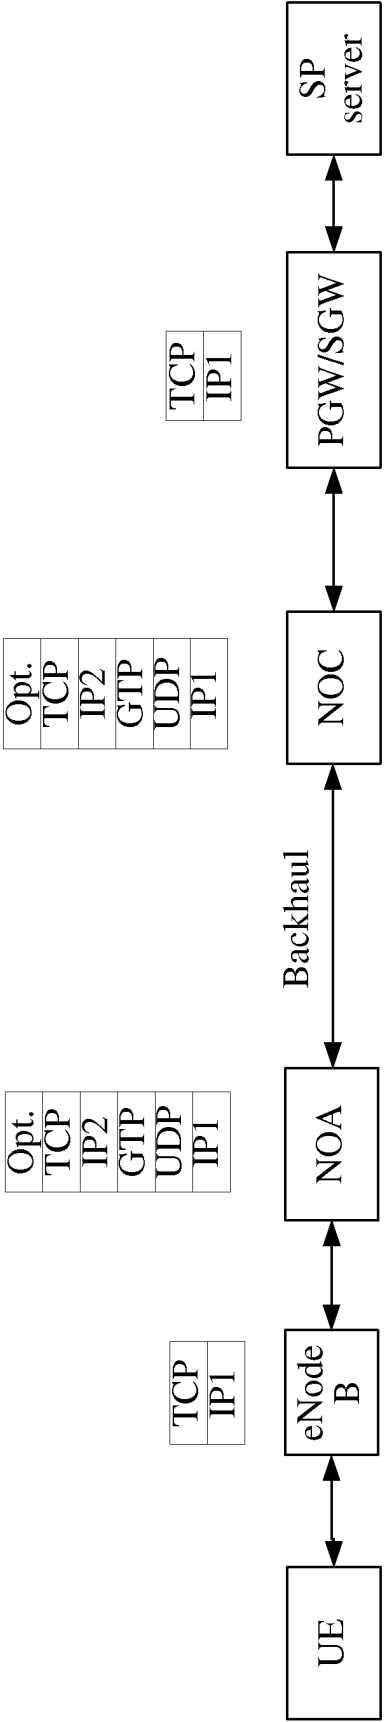 TCP
IP1
Opt.
TCP
IP2
GTP
UDP
IP1
Opt.
TCP
IP2
GTP
UDP
IP1
TCP
IP1
Backhaul
UE
eNode
B
NOA
NOC
PGW/SGW
SP
server